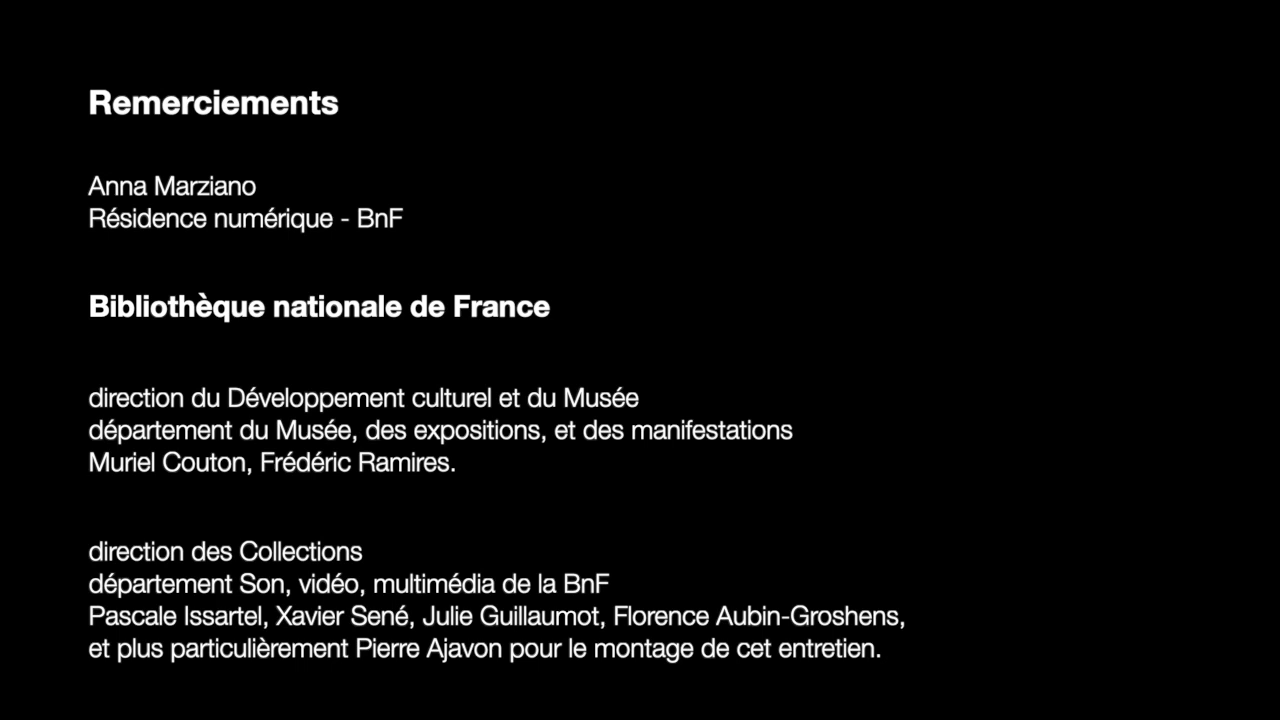 Remerciements
Anna Marziano
Résidence numérique - BnF
Bibliothèque nationale de France
direction du Développement culturel et du Musée
département du Musée, des expositions, et des manifestations
Muriel Couton, Frédéric Ramires.
direction des Collections
département Son, vidéo, multimédia de la BnF
Pascale Issartel, Xavier Sené, Julie Guillaumot, Florence Aubin-Groshens,
et plus particulièrement Pierre Ajavon pour le montage de cet entretien.